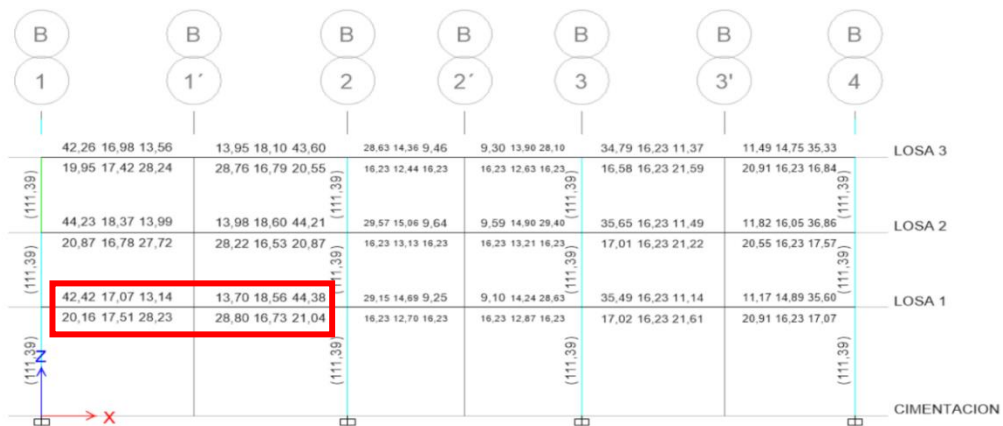 B B B B B B B
1 1´ 2 2´ 3 3' 4
42,26 16,98 13,56 13,95 18,10 43,60 28,63 14,36 9,46 9,30 13,90 28,10 34,79 16,23 11,37 11,49 14,75 35,33 LOSA 3
19,95 17,42 28,24 28,76 16,79 20,55 16,23 12,44 16,23 16,23 12,63 16,23 16,58 16,23 21,59 20,91 16,23 16,84
(111,39) (111,39) (111,39) (111,39)
44,23 18,37 13,99 13,98 18,60 44,21 29,57 15,06 9,64 9,59 14,90 29,40 35,65 16,23 11,49 11,82 16,05 36,86 LOSA 2
20,87 16,78 27,72 28,22 16,53 20,87 16,23 13,13 16,23 16,23 13,21 16,23 17,01 16,23 21,22 20,55 16,23 17,57
(111,39) (111,39) (111,39) (111,39)
42,42 17,07 13,14 13,70 18,56 44,38 29,15 14,69 9,25 9,10 14,24 28,63 35,49 16,23 11,14 11,17 14,89 35,60 LOSA 1
20,16 17,51 28,23 28,80 16,73 21,04 16,23 12,70 16,23 16,23 12,87 16,23 17,02 16,23 21,61 20,91 16,23 17,07
(111,39) (111,39) (111,39) (111,39)
Z
X
CIMENTACION